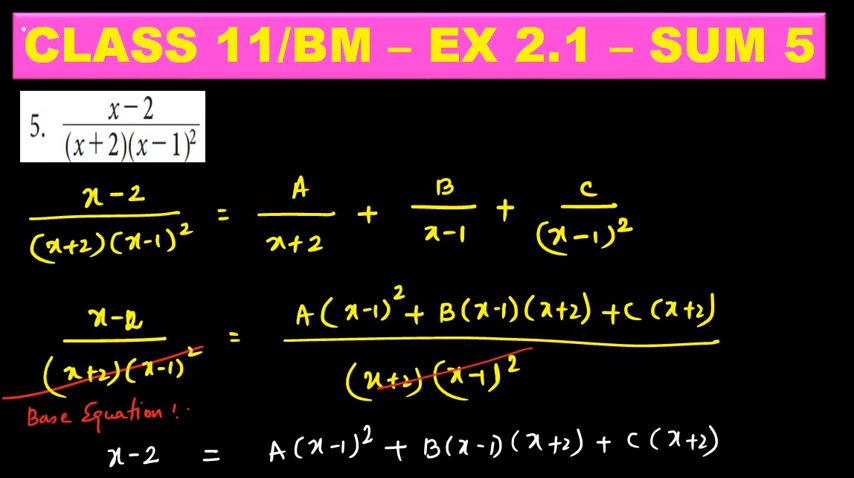 CLASS 11/BM – EX 2.1 – SUM 5
5. (x−2)/((x+2)(x−1)²)
(x−2)/((x+2)(x−1)²) = A/(x+2) + B/(x−1) + C/(x−1)²
(x−2)/((x+2)(x−1)²) = (A(x−1)² + B(x−1)(x+2) + C(x+2))/((x+2)(x−1)²)
Base Equation!.
x−2 = A(x−1)² + B(x−1)(x+2) + C(x+2)